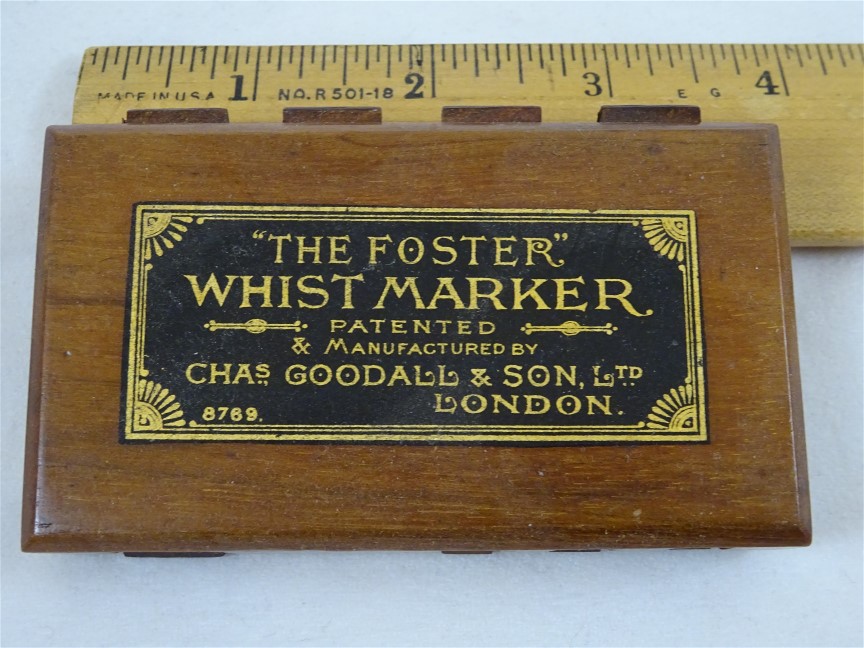 1 2 3 4
MADE IN U S A NO. R 501-18 E G
"THE FOSTER"
WHIST MARKER.
PATENTED
& MANUFACTURED BY
CHAS GOODALL & SON, LTD
LONDON.
8769.